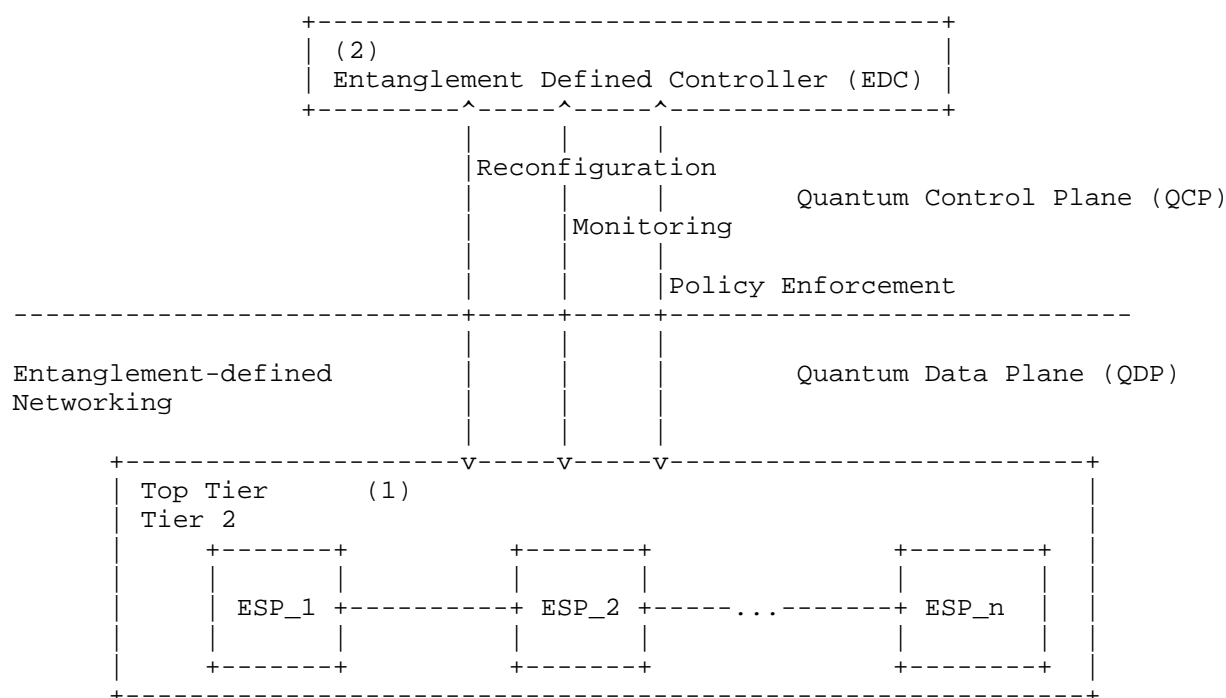 (2)
Entanglement Defined Controller (EDC)
Reconfiguration
Quantum Control Plane (QCP)
Monitoring
Policy Enforcement
Entanglement-defined Quantum Data Plane (QDP)
Networking
Top Tier (1)
Tier 2
ESP_1 ESP_2 ... ESP_n